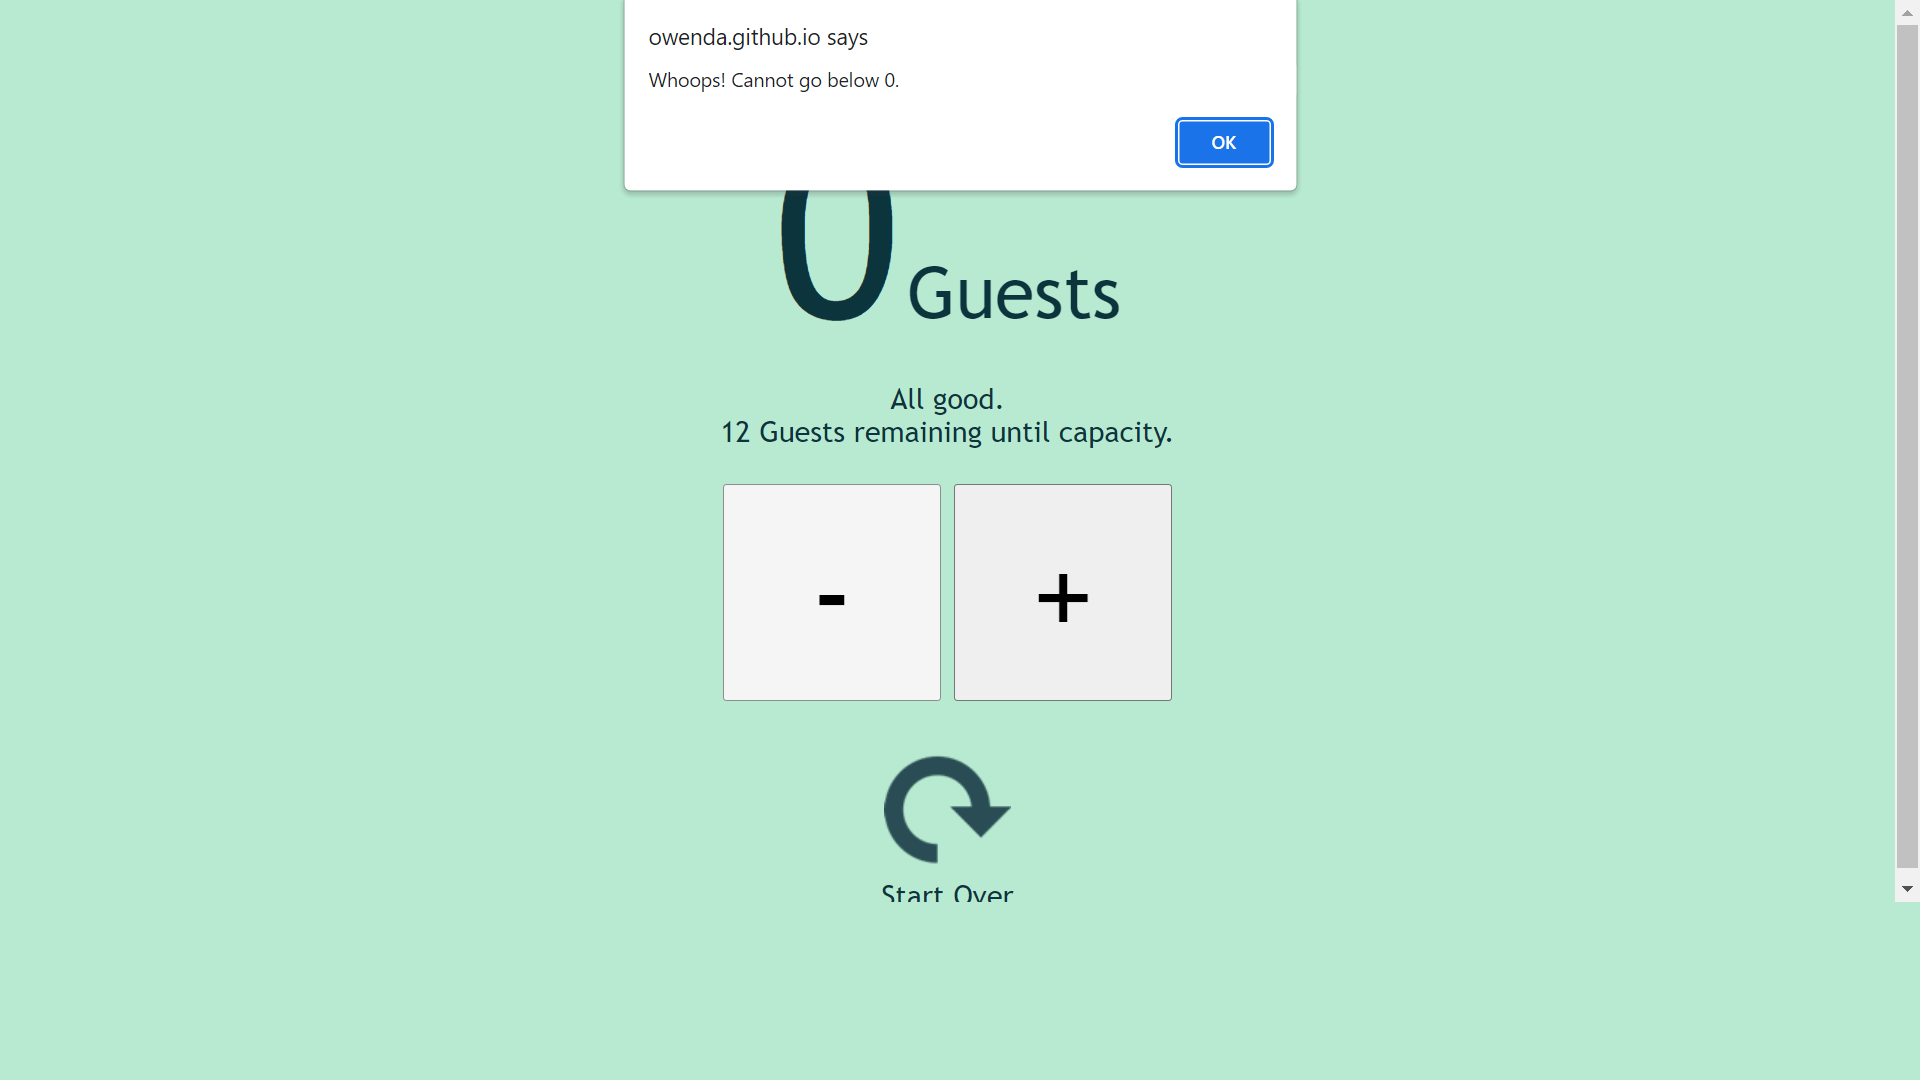 owenda.github.io says
Whoops! Cannot go below 0.
OK
0 Guests
All good.
12 Guests remaining until capacity.
- +
Start Over